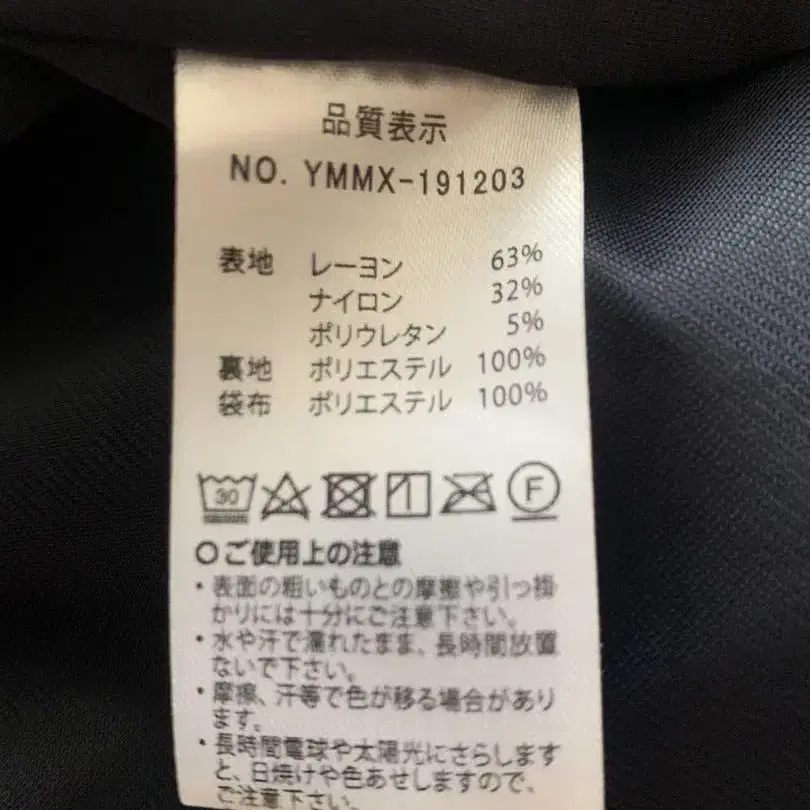 品質表示
NO. YMMX-191203
表地 レーヨン 63%
ナイロン 32%
ポリウレタン 5%
裏地 ポリエステル 100%
袋布 ポリエステル 100%
30 F
〇ご使用上の注意
・表面の粗いものとの摩擦や引っ掛
かりには十分にご注意下さい。
・水や汗で濡れたまま、長時間放置
ないで下さい。
・摩擦、汗等で色が移る場合があり
ます。
・長時間電球や太陽光にさらします
と、日焼けや色あせしますので、
ご注意下さい。